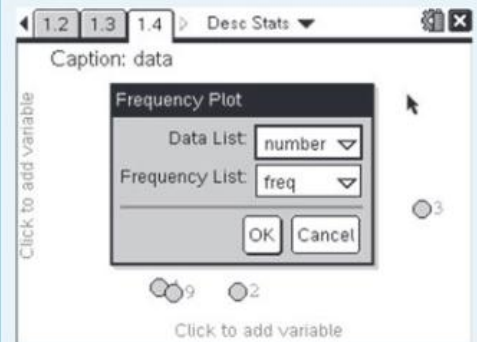 1.2 1.3 1.4 Desc Stats
Caption: data
Click to add variable
Frequency Plot
Data List: number
Frequency List: freq
OK Cancel
3
9 2
Click to add variable